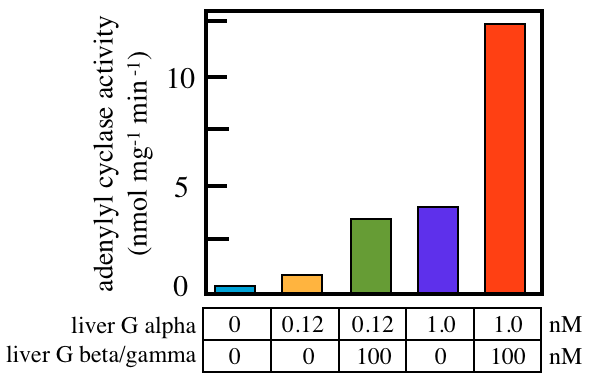 adenylyl cyclase activity
(nmol mg-1 min-1)
10
5
0
liver G alpha 0 0.12 0.12 1.0 1.0 nM
liver G beta/gamma 0 0 100 0 100 nM